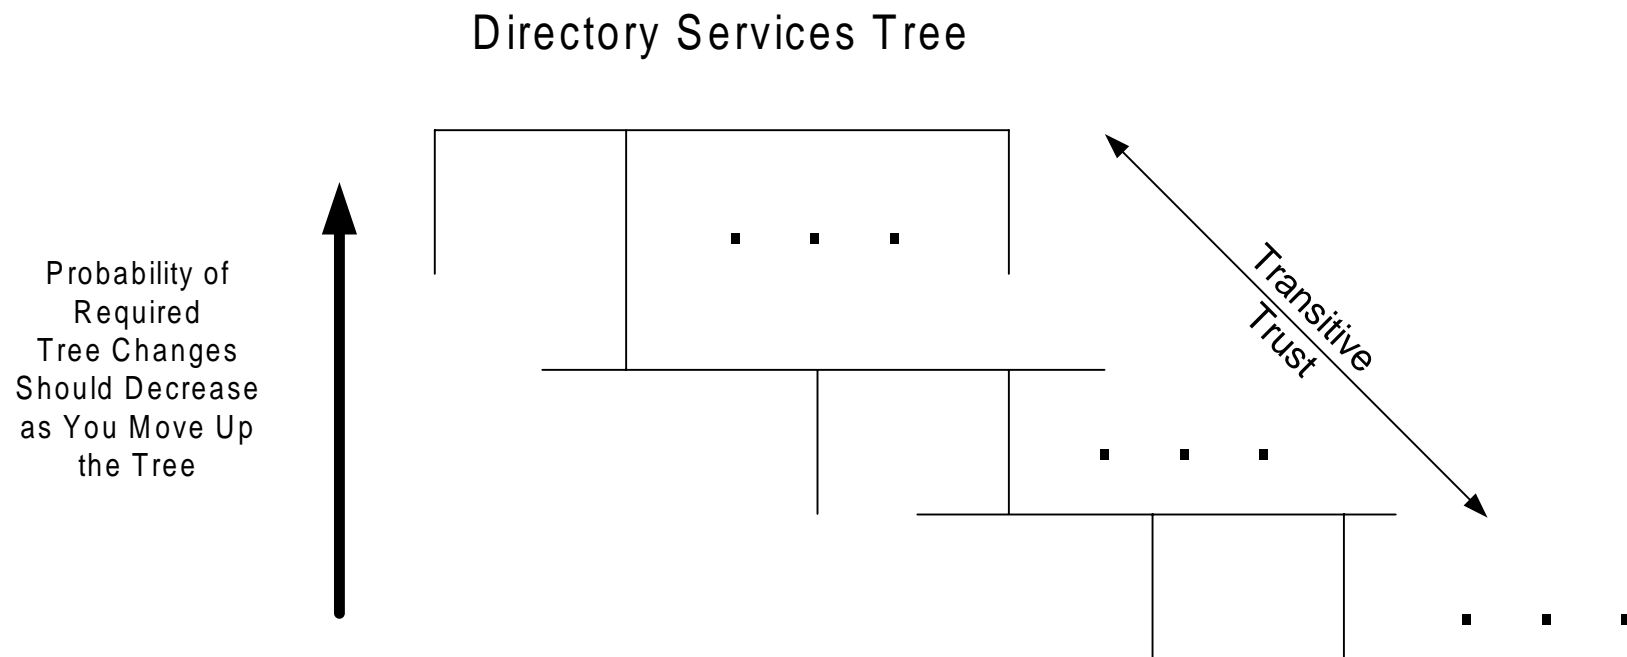 Directory Services Tree
Probability of
Required
Tree Changes
Should Decrease
as You Move Up
the Tree
Transitive
Trust